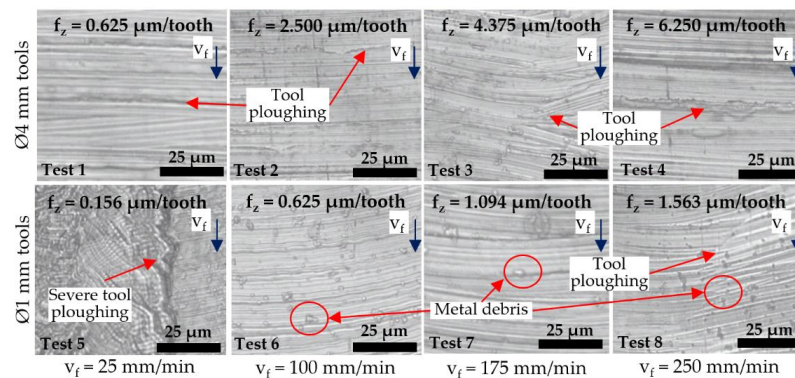 Ø4 mm tools
f_z = 0.625 µm/tooth
v_f
Tool
ploughing
25 µm
Test 1
f_z = 2.500 µm/tooth
v_f
25 µm
Test 2
f_z = 4.375 µm/tooth
v_f
Tool
ploughing
25 µm
Test 3
f_z = 6.250 µm/tooth
v_f
25 µm
Test 4
Ø1 mm tools
f_z = 0.156 µm/tooth
v_f
Severe tool
ploughing
25 µm
Test 5
f_z = 0.625 µm/tooth
v_f
Metal debris
25 µm
Test 6
f_z = 1.094 µm/tooth
v_f
25 µm
Test 7
f_z = 1.563 µm/tooth
v_f
Tool
ploughing
25 µm
Test 8
v_f = 25 mm/min
v_f = 100 mm/min
v_f = 175 mm/min
v_f = 250 mm/min